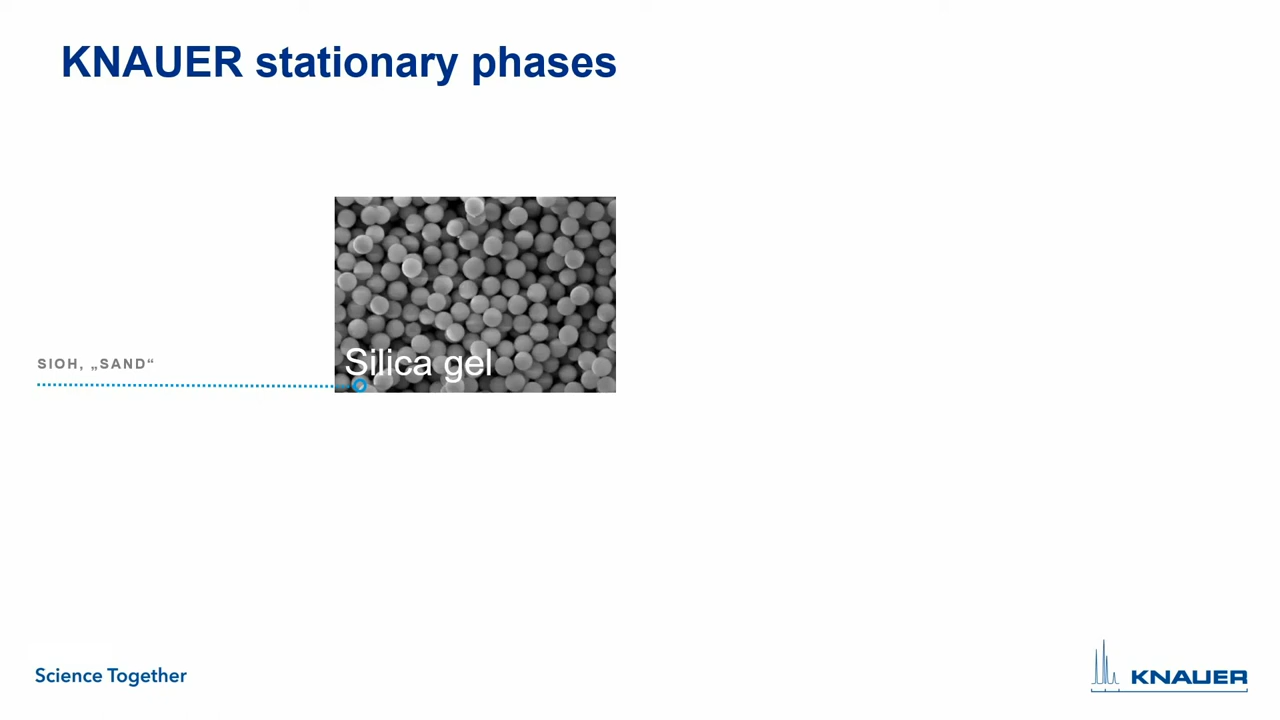 KNAUER stationary phases
SIOH, „SAND“
Silica gel
Science Together
KNAUER